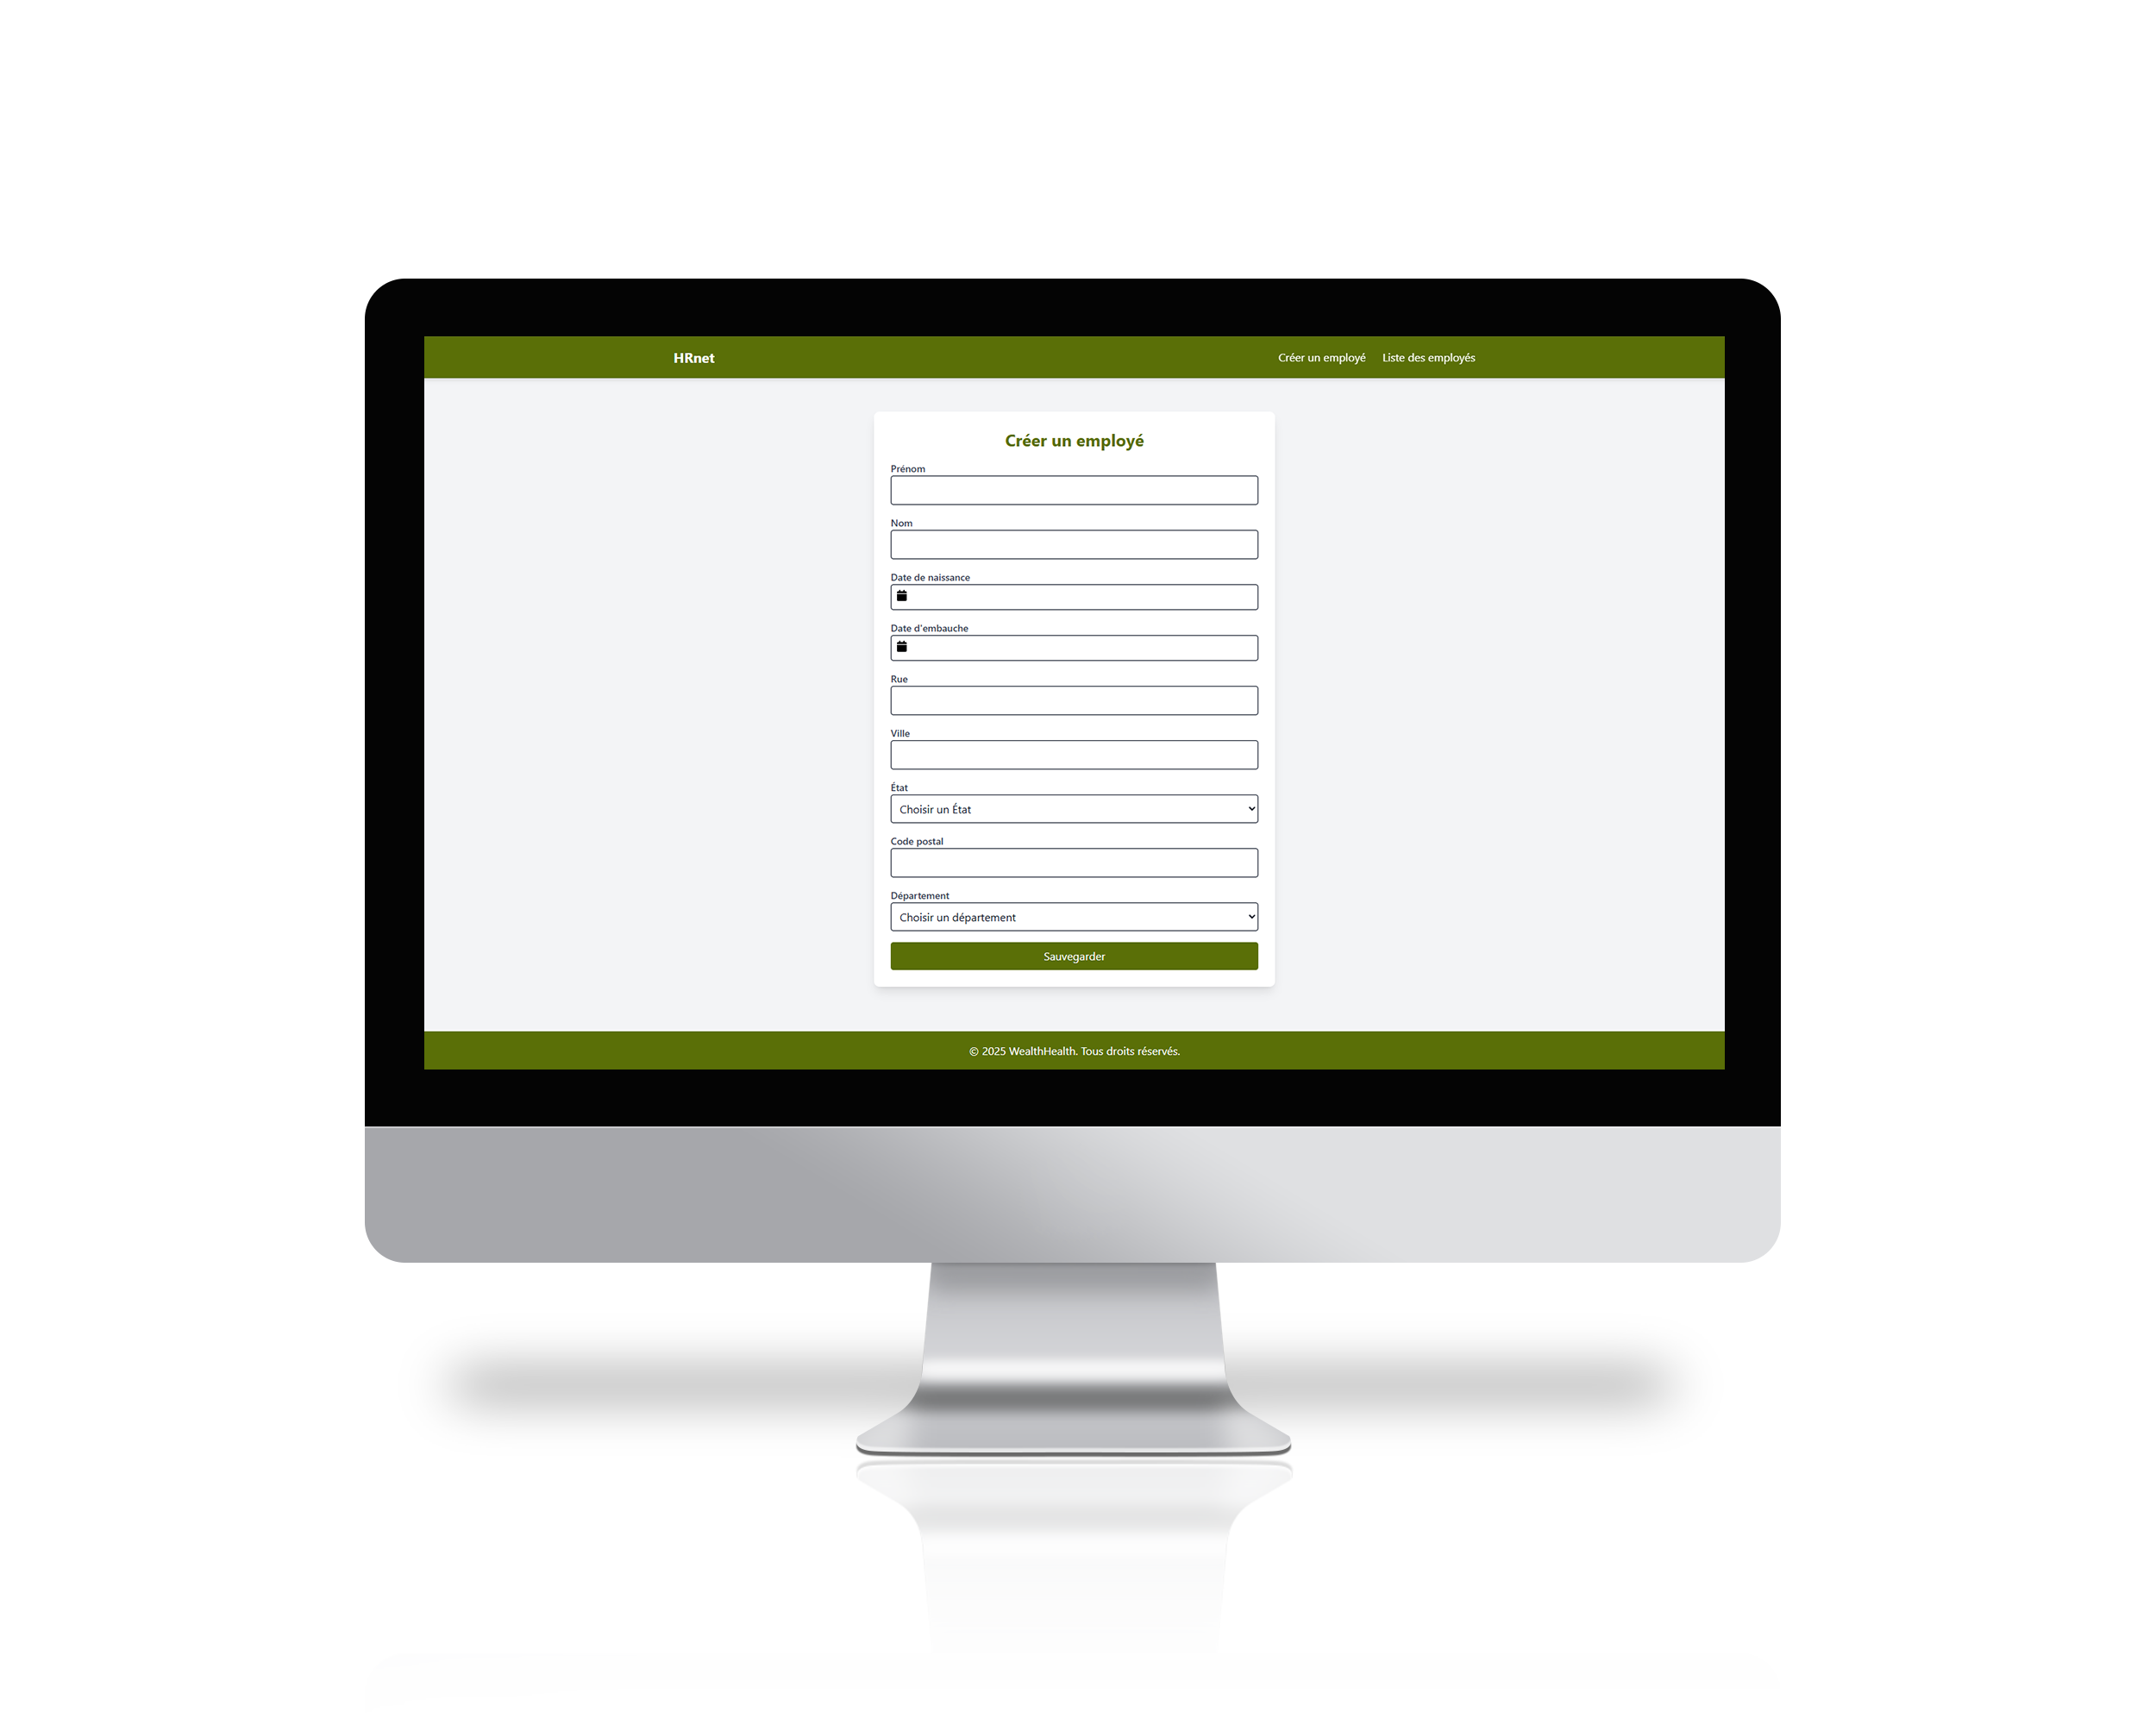 HRnet
Créer un employé
Liste des employés
Créer un employé
Prénom
Nom
Date de naissance
Date d'embauche
Rue
Ville
État
Choisir un État
Code postal
Département
Choisir un département
Sauvegarder
© 2025 WealthHealth. Tous droits réservés.